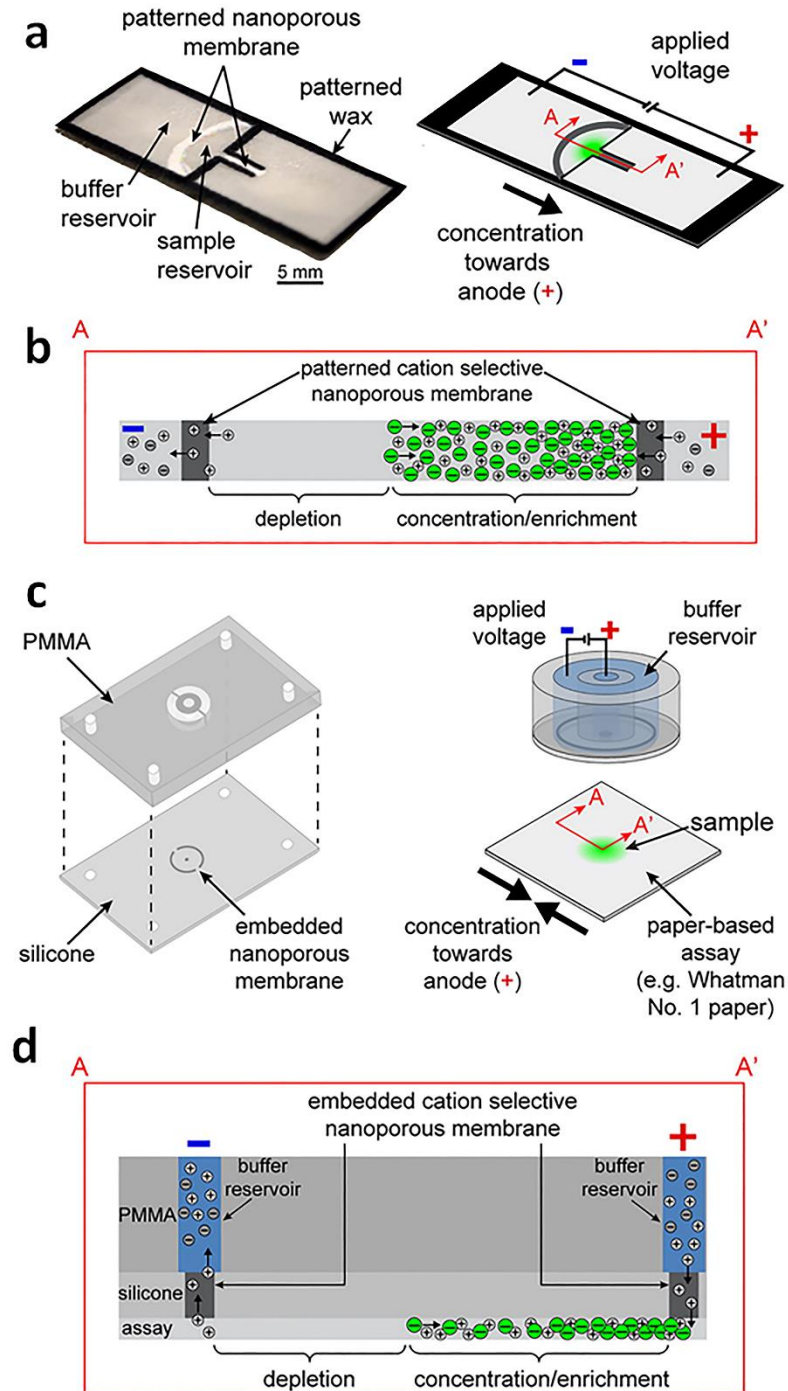 a
patterned nanoporous
membrane
patterned
wax
buffer
reservoir
sample
reservoir
5 mm
applied
voltage
-
+
A
A'
concentration
towards
anode (+)
b
A
A'
patterned cation selective
nanoporous membrane
-
+
depletion
concentration/enrichment
c
PMMA
silicone
embedded
nanoporous
membrane
applied
voltage
-
+
buffer
reservoir
A
A'
sample
concentration
towards
anode (+)
paper-based
assay
(e.g. Whatman
No. 1 paper)
d
A
A'
embedded cation selective
nanoporous membrane
-
+
buffer
reservoir
buffer
reservoir
PMMA
silicone
assay
depletion
concentration/enrichment